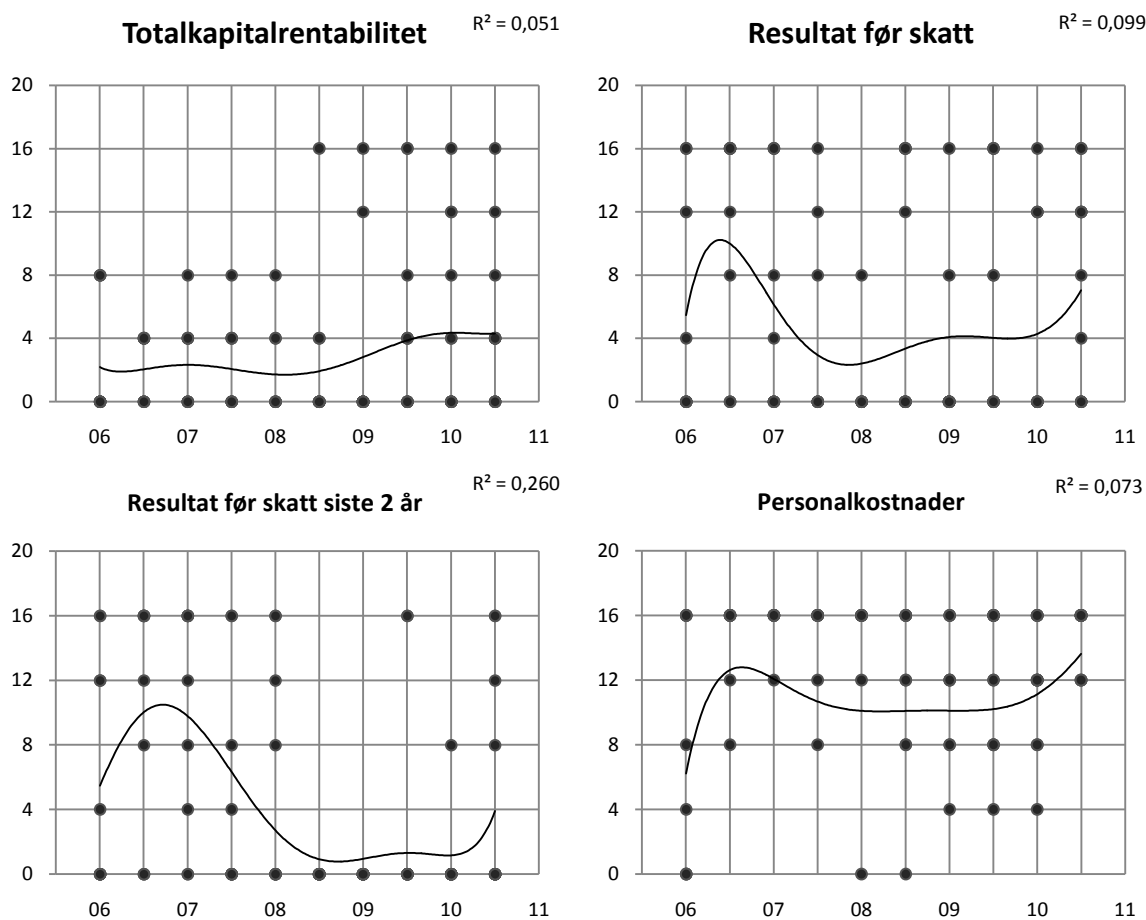 Totalkapitalrentabilitet
R² = 0,051
20
16
12
8
4
0
06 07 08 09 10 11
Resultat før skatt
R² = 0,099
20
16
12
8
4
0
06 07 08 09 10 11
Resultat før skatt siste 2 år
R² = 0,260
20
16
12
8
4
0
06 07 08 09 10 11
Personalkostnader
R² = 0,073
20
16
12
8
4
0
06 07 08 09 10 11